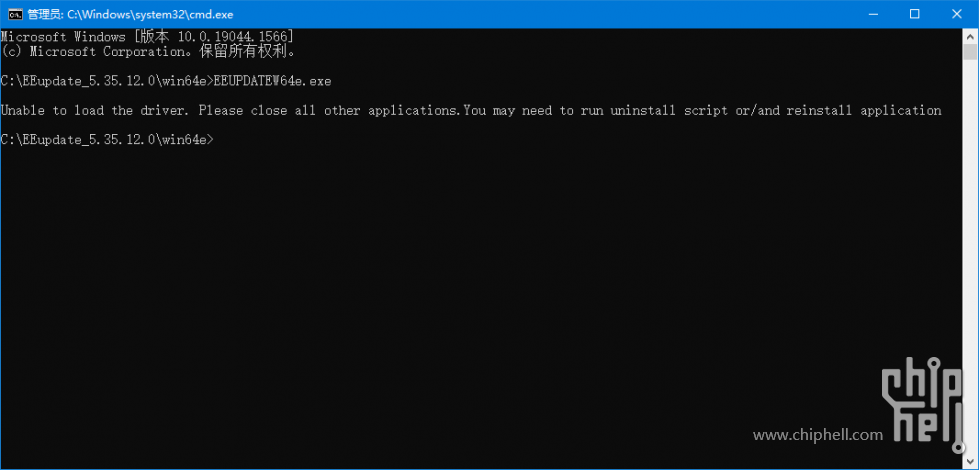 管理员: C:\Windows\system32\cmd.exe
Microsoft Windows [版本 10.0.19044.1566]
(c) Microsoft Corporation。保留所有权利。
C:\EEupdate_5.35.12.0\win64e>EEUPDATEW64e.exe
Unable to load the driver. Please close all other applications.You may need to run uninstall script or/and reinstall application
C:\EEupdate_5.35.12.0\win64e>
chip
hell
www.chiphell.com